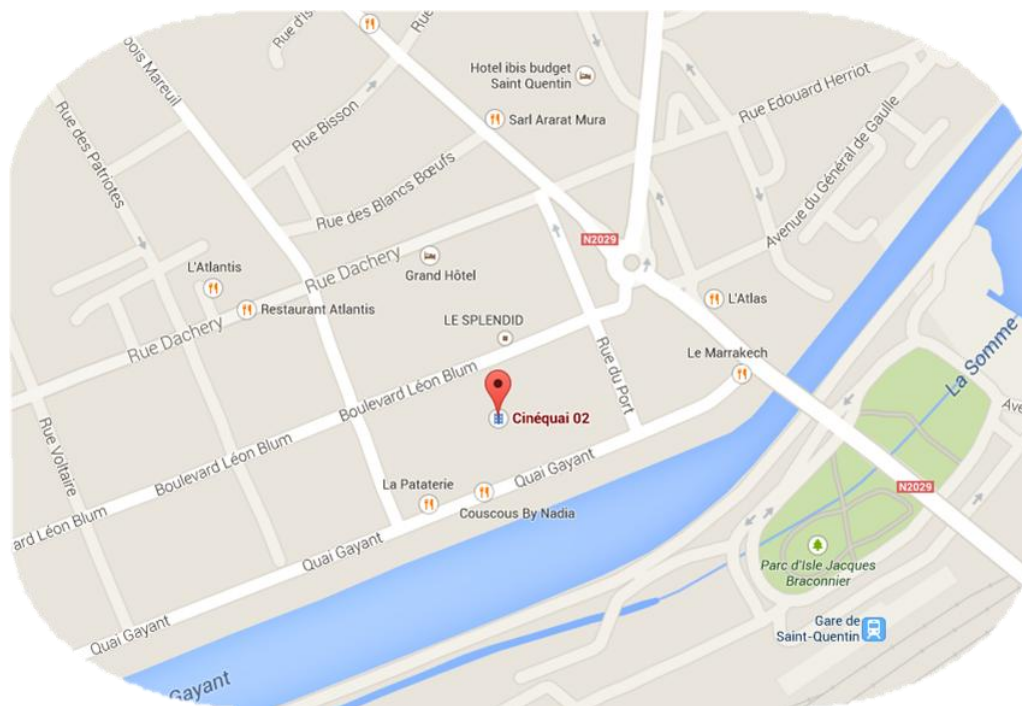 Rue d'Is
Rue
bois Mareuil
Hotel ibis budget
Saint Quentin
Rue Edouard Herriot
Rue Bisson
Sarl Ararat Mura
Rue des Patriotes
Avenue du Général de Gaulle
Rue des Blancs Bœufs
N2029
L'Atlantis
Rue Dachery
Grand Hôtel
Restaurant Atlantis
L'Atlas
LE SPLENDID
Rue Dachery
Le Marrakech
La Somme
Rue du Port
Boulevard Léon Blum
Cinéquai 02
Ave
Rue Voltaire
Boulevard Léon Blum
La Pataterie
Quai Gayant
N2029
Couscous By Nadia
ard Léon Blum
Quai Gayant
Parc d'Isle Jacques
Braconnier
Gare de
Saint-Quentin
Quai Gayant
Gayant